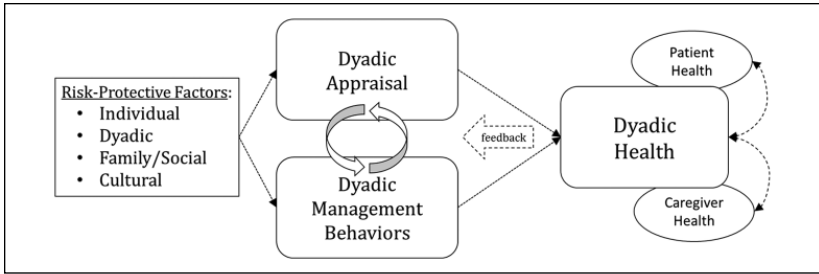 Risk-Protective Factors:
• Individual
• Dyadic
• Family/Social
• Cultural
Dyadic
Appraisal
Dyadic
Management
Behaviors
feedback
Dyadic
Health
Patient
Health
Caregiver
Health